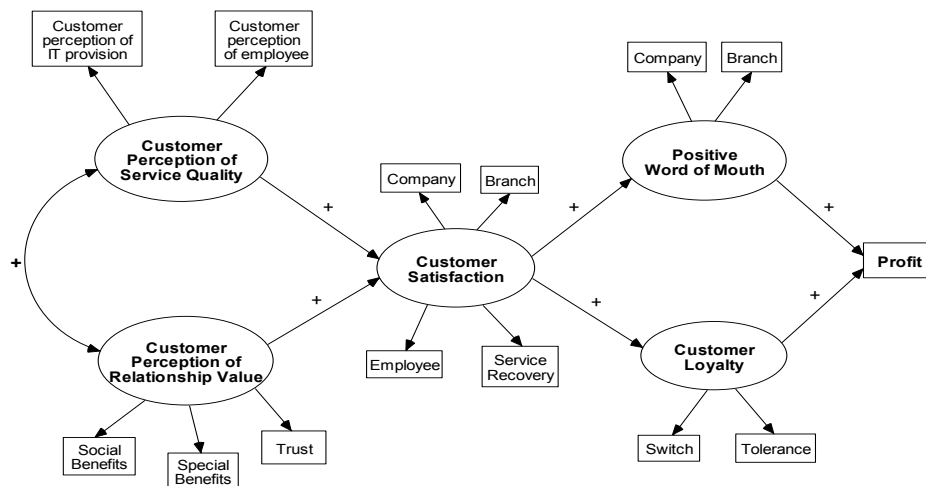 Customer
perception of
IT provision
Customer
perception
of employee
Company
Branch
Customer
Perception of
Service Quality
Positive
Word of Mouth
Company
Branch
+
+
+
+
Customer
Satisfaction
Profit
+
+
+
Customer
Perception of
Relationship Value
Employee
Service
Recovery
Customer
Loyalty
Social
Benefits
Special
Benefits
Trust
Switch
Tolerance